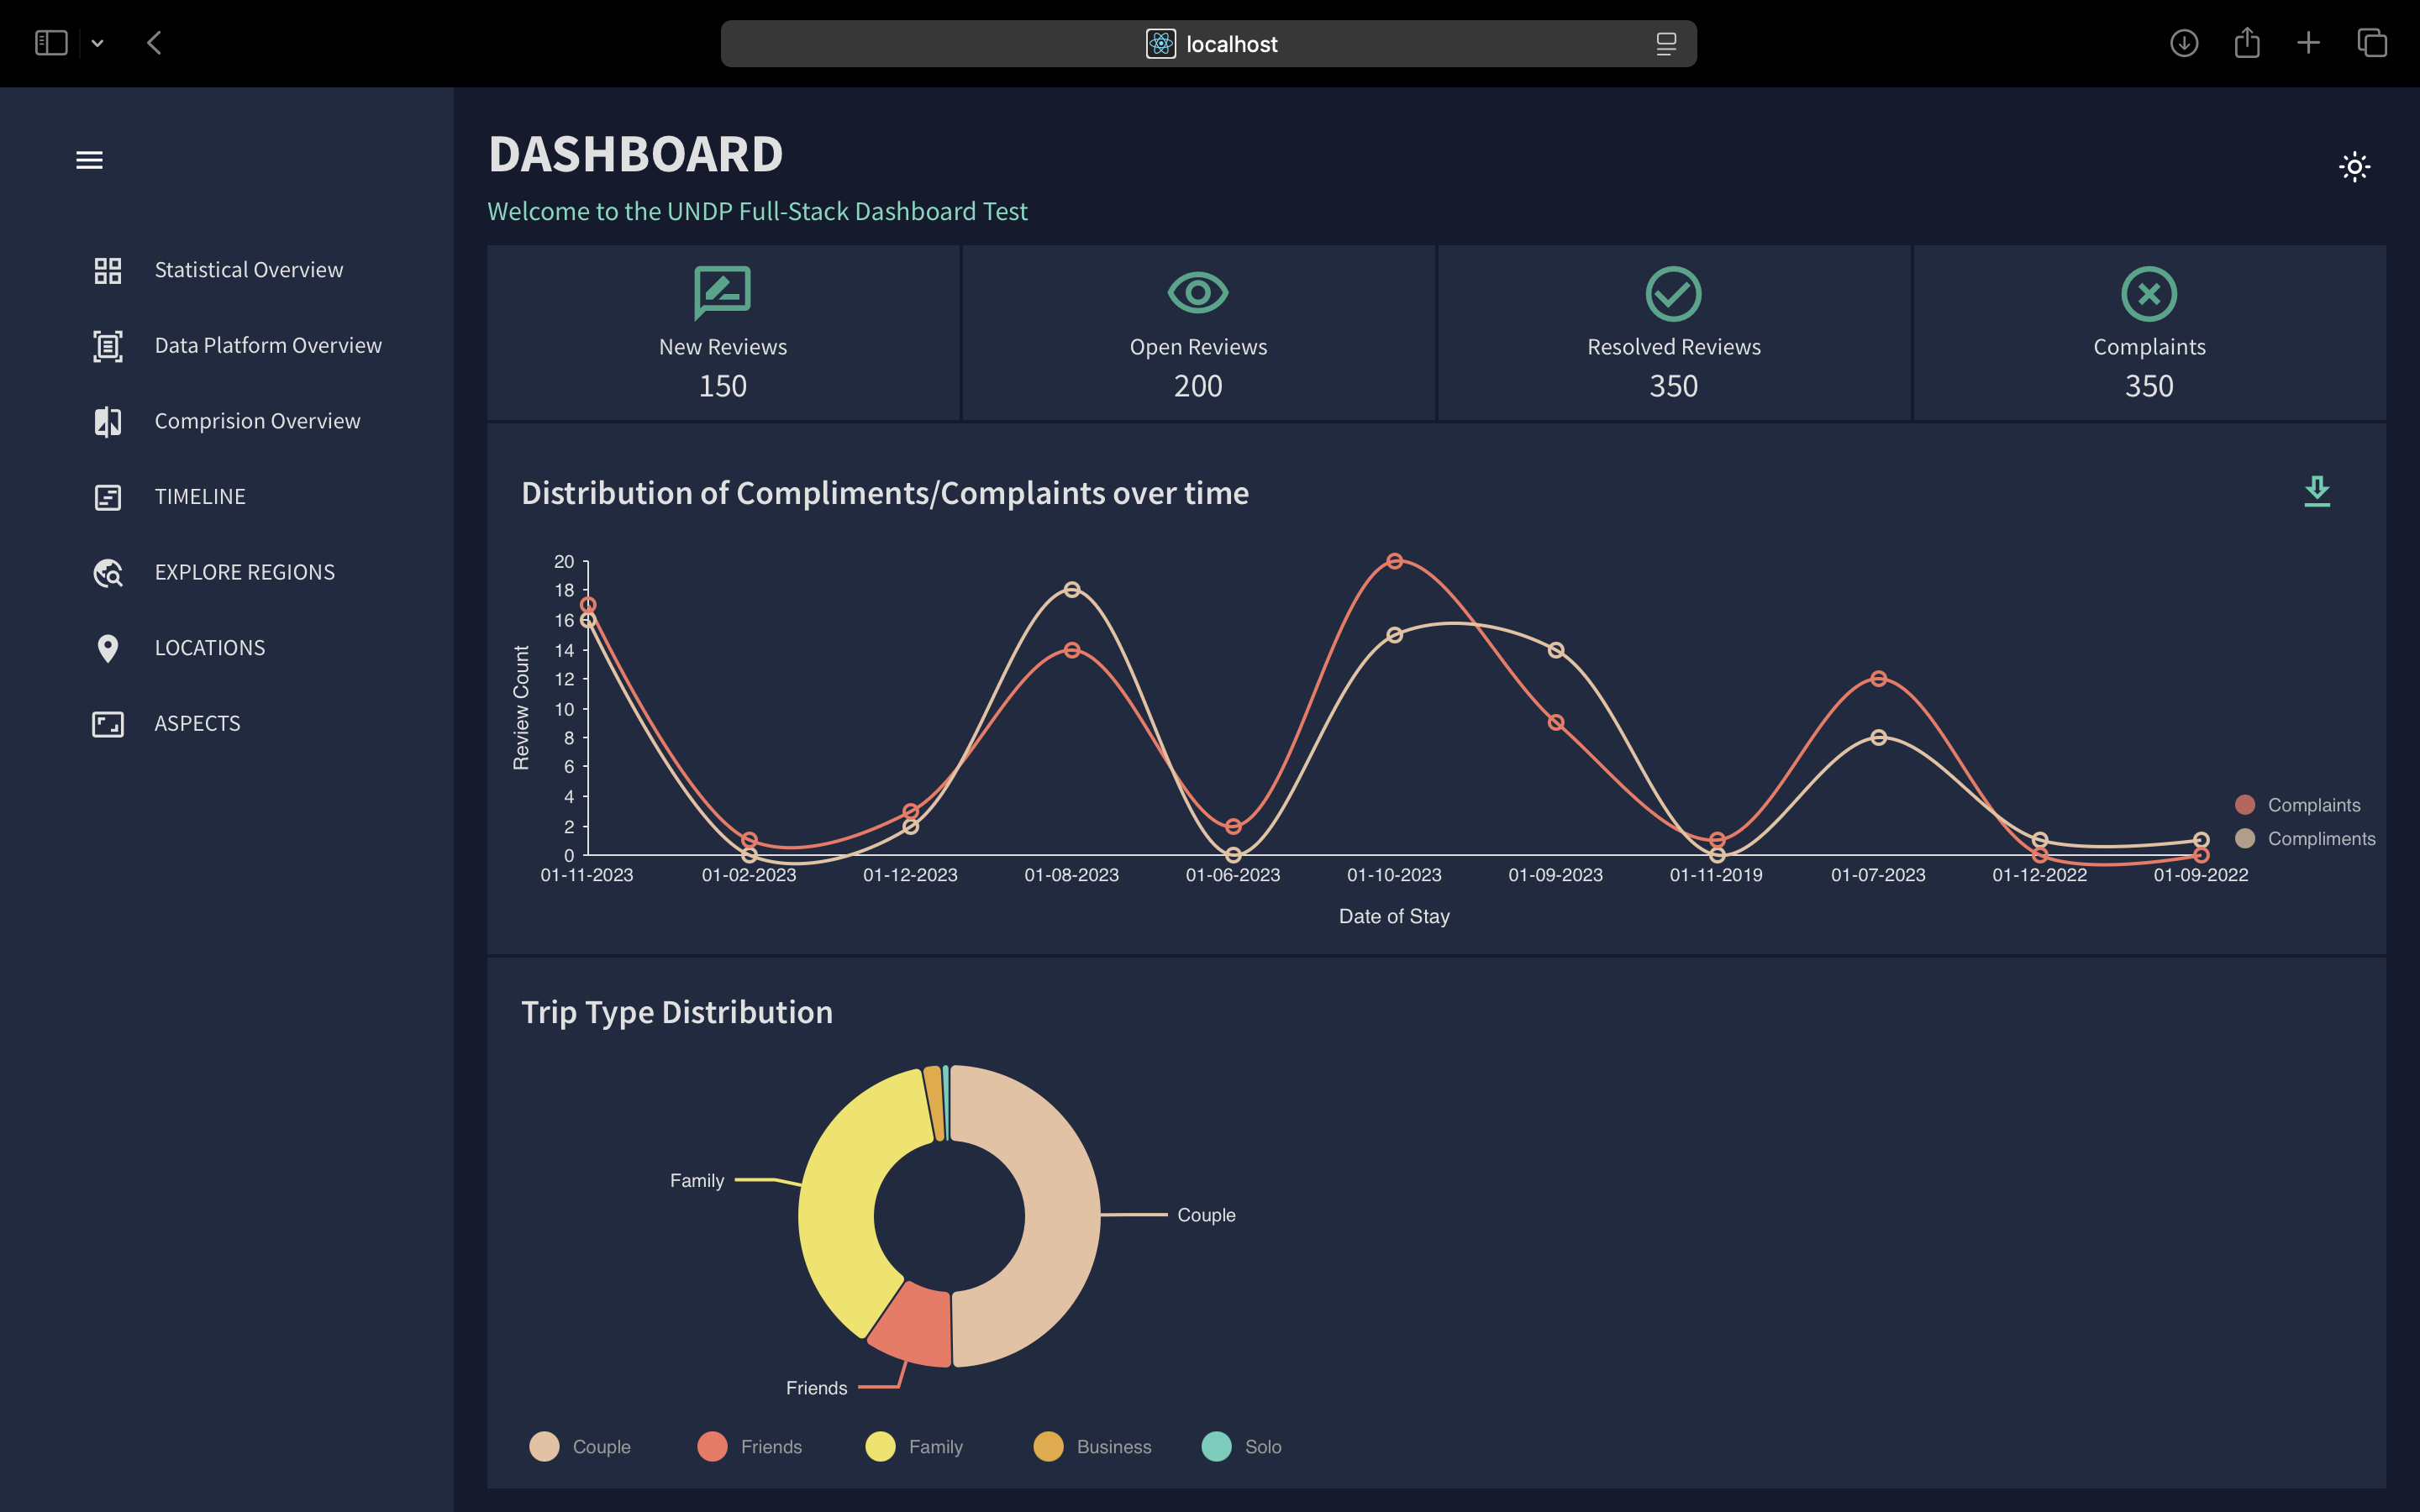 localhost
DASHBOARD
Welcome to the UNDP Full-Stack Dashboard Test
Statistical Overview
Data Platform Overview
Comprision Overview
TIMELINE
EXPLORE REGIONS
LOCATIONS
ASPECTS
New Reviews
150
Open Reviews
200
Resolved Reviews
350
Complaints
350
Distribution of Compliments/Complaints over time
Review Count
20
18
16
14
12
10
8
6
4
2
0
01-11-2023 01-02-2023 01-12-2023 01-08-2023 01-06-2023 01-10-2023 01-09-2023 01-11-2019 01-07-2023 01-12-2022 01-09-2022
Date of Stay
Complaints
Compliments
Trip Type Distribution
Family
Couple
Friends
Couple Friends Family Business Solo